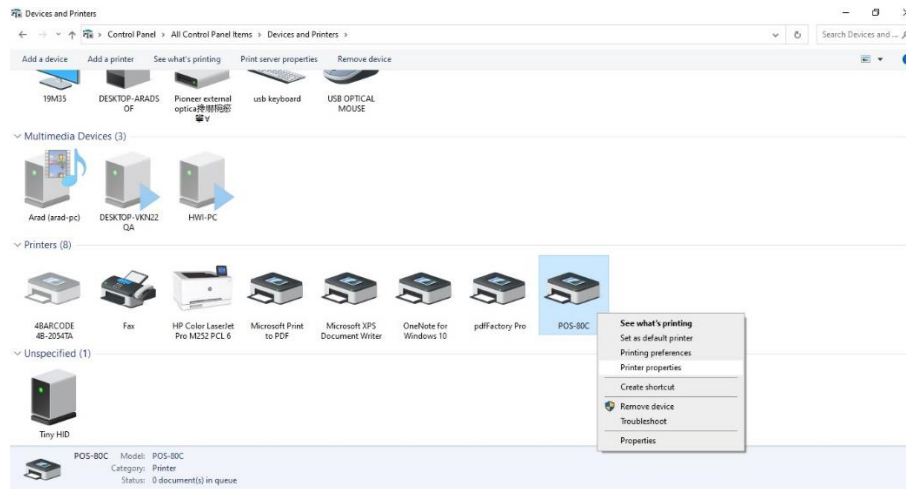 Devices and Printers
Control Panel > All Control Panel Items > Devices and Printers >
Search Devices and ...
Add a device Add a printer See what's printing Print server properties Remove device
19M35
DESKTOP-ARADS
OF
Pioneer external
usb keyboard
USB OPTICAL
MOUSE
Multimedia Devices (3)
Arad (arad-pc)
DESKTOP-VKN22
QA
HWI-PC
Printers (8)
4BARCODE
4B-2054TA
Fax
HP Color LaserJet
Pro M252 PCL 6
Microsoft Print
to PDF
Microsoft XPS
Document Writer
OneNote for
Windows 10
pdfFactory Pro
POS-80C
See what's printing
Set as default printer
Printing preferences
Printer properties
Create shortcut
Remove device
Troubleshoot
Properties
Unspecified (1)
Tiny HID
POS-80C Model: POS-80C
Category: Printer
Status: 0 document(s) in queue